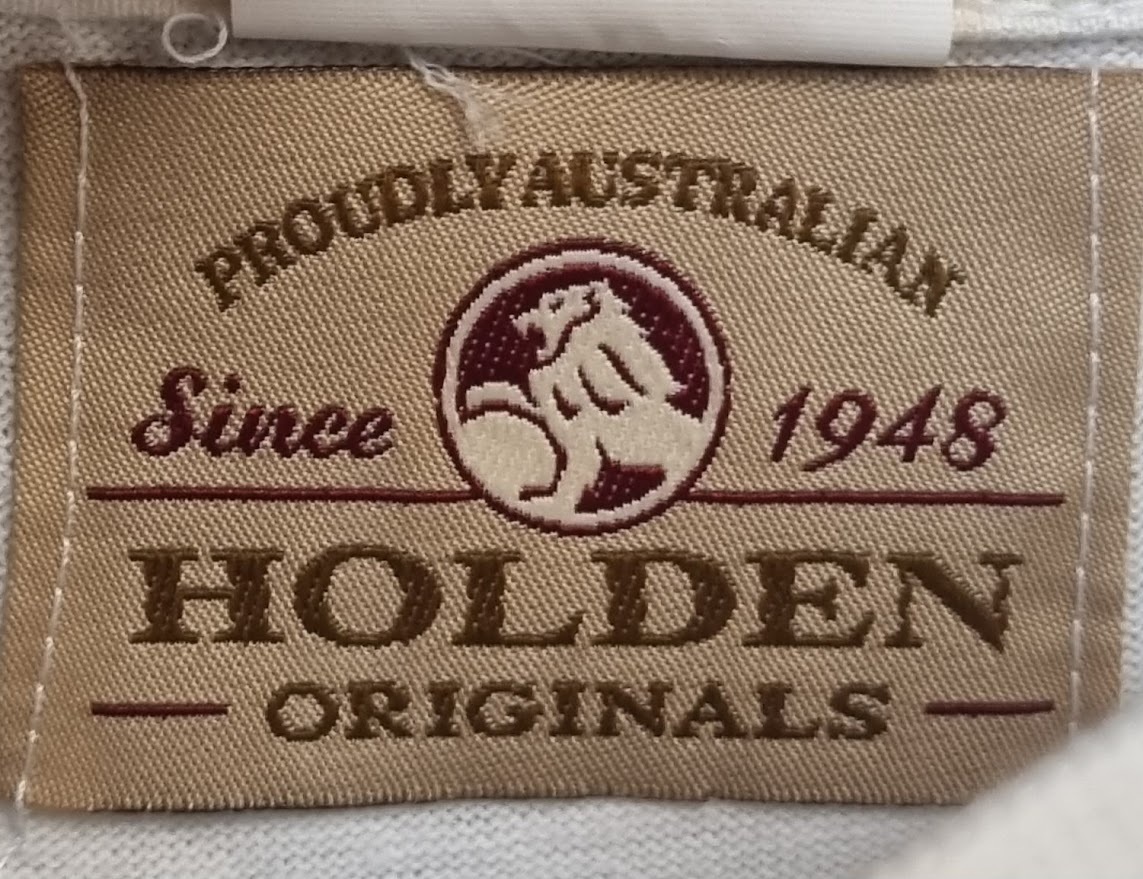 PROUDLY AUSTRALIAN
Since 1948
HOLDEN
ORIGINALS